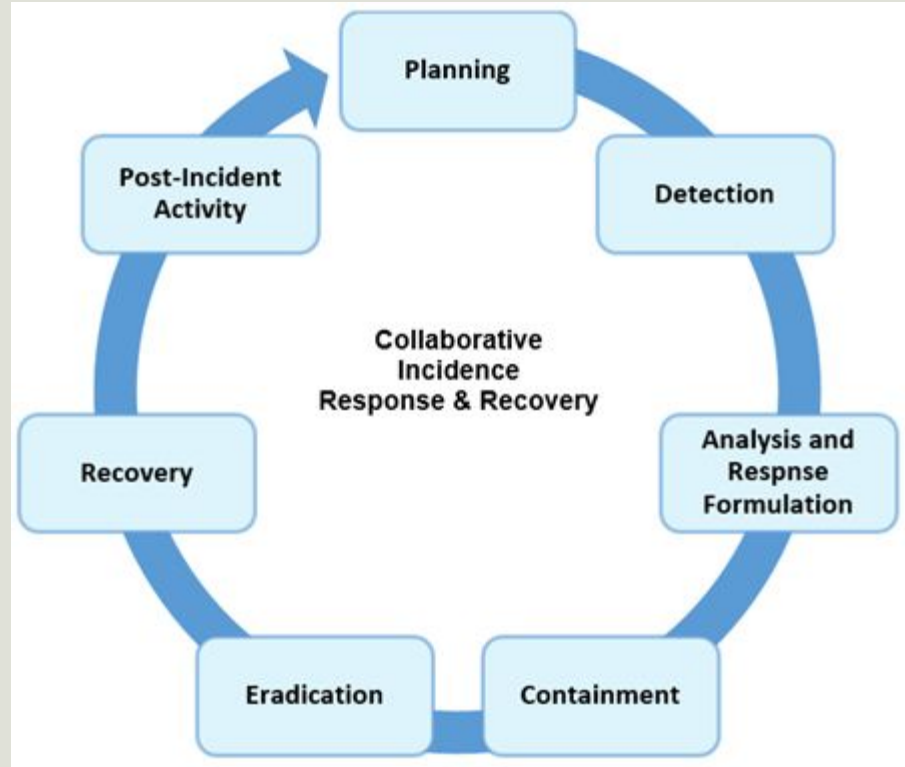 Planning
Detection
Analysis and
Respnse
Formulation
Containment
Eradication
Recovery
Post-Incident
Activity
Collaborative
Incidence
Response & Recovery